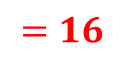 = 16